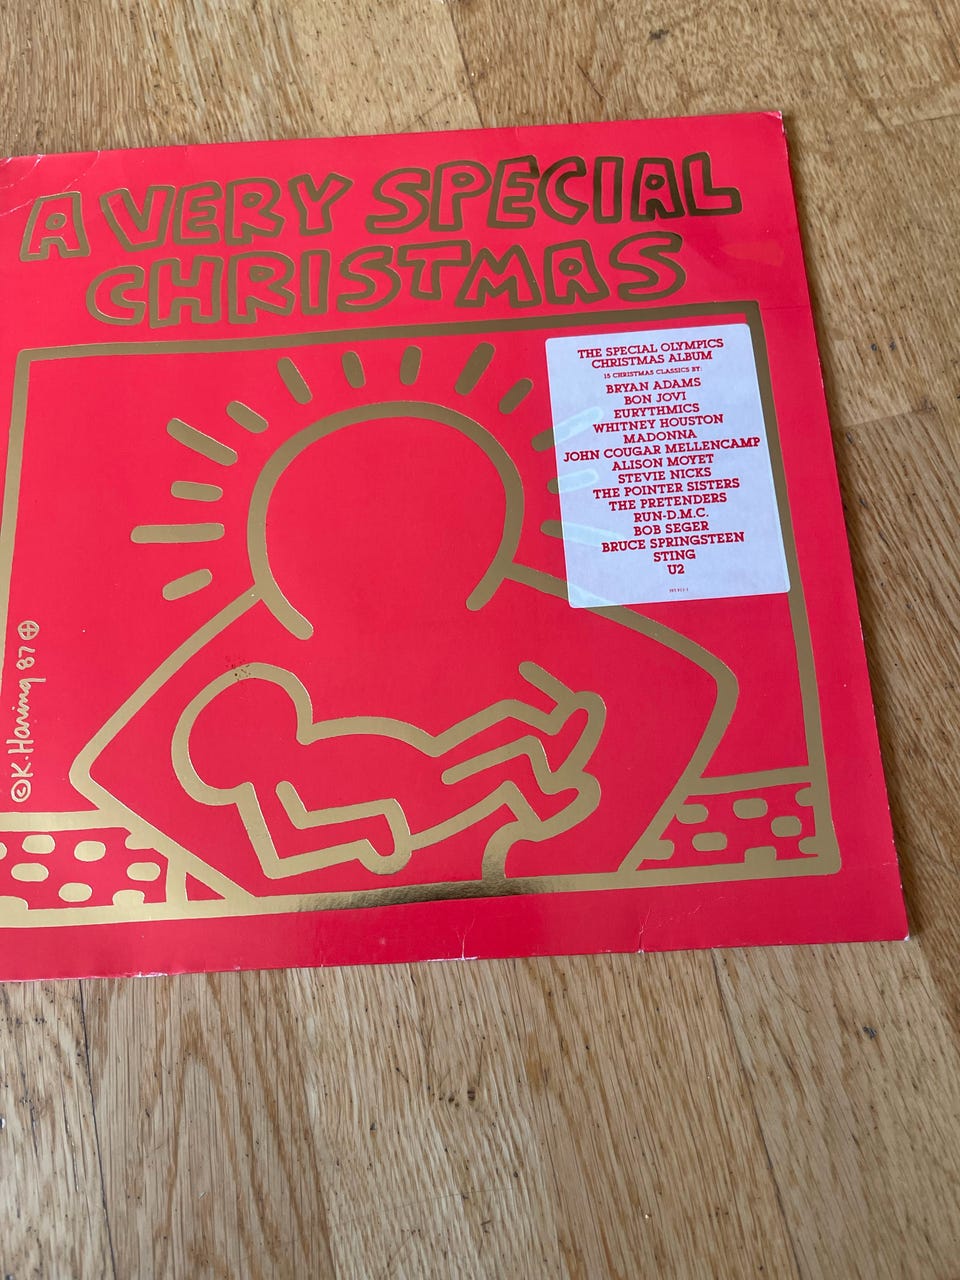 A VERY SPECIAL
CHRISTMAS
THE SPECIAL OLYMPICS
CHRISTMAS ALBUM
15 CHRISTMAS CLASSICS BY:
BRYAN ADAMS
BON JOVI
EURYTHMICS
WHITNEY HOUSTON
MADONNA
JOHN COUGAR MELLENCAMP
ALISON MOYET
STEVIE NICKS
THE POINTER SISTERS
THE PRETENDERS
RUN-D.M.C.
BOB SEGER
BRUCE SPRINGSTEEN
STING
U2
©K. Haring 87